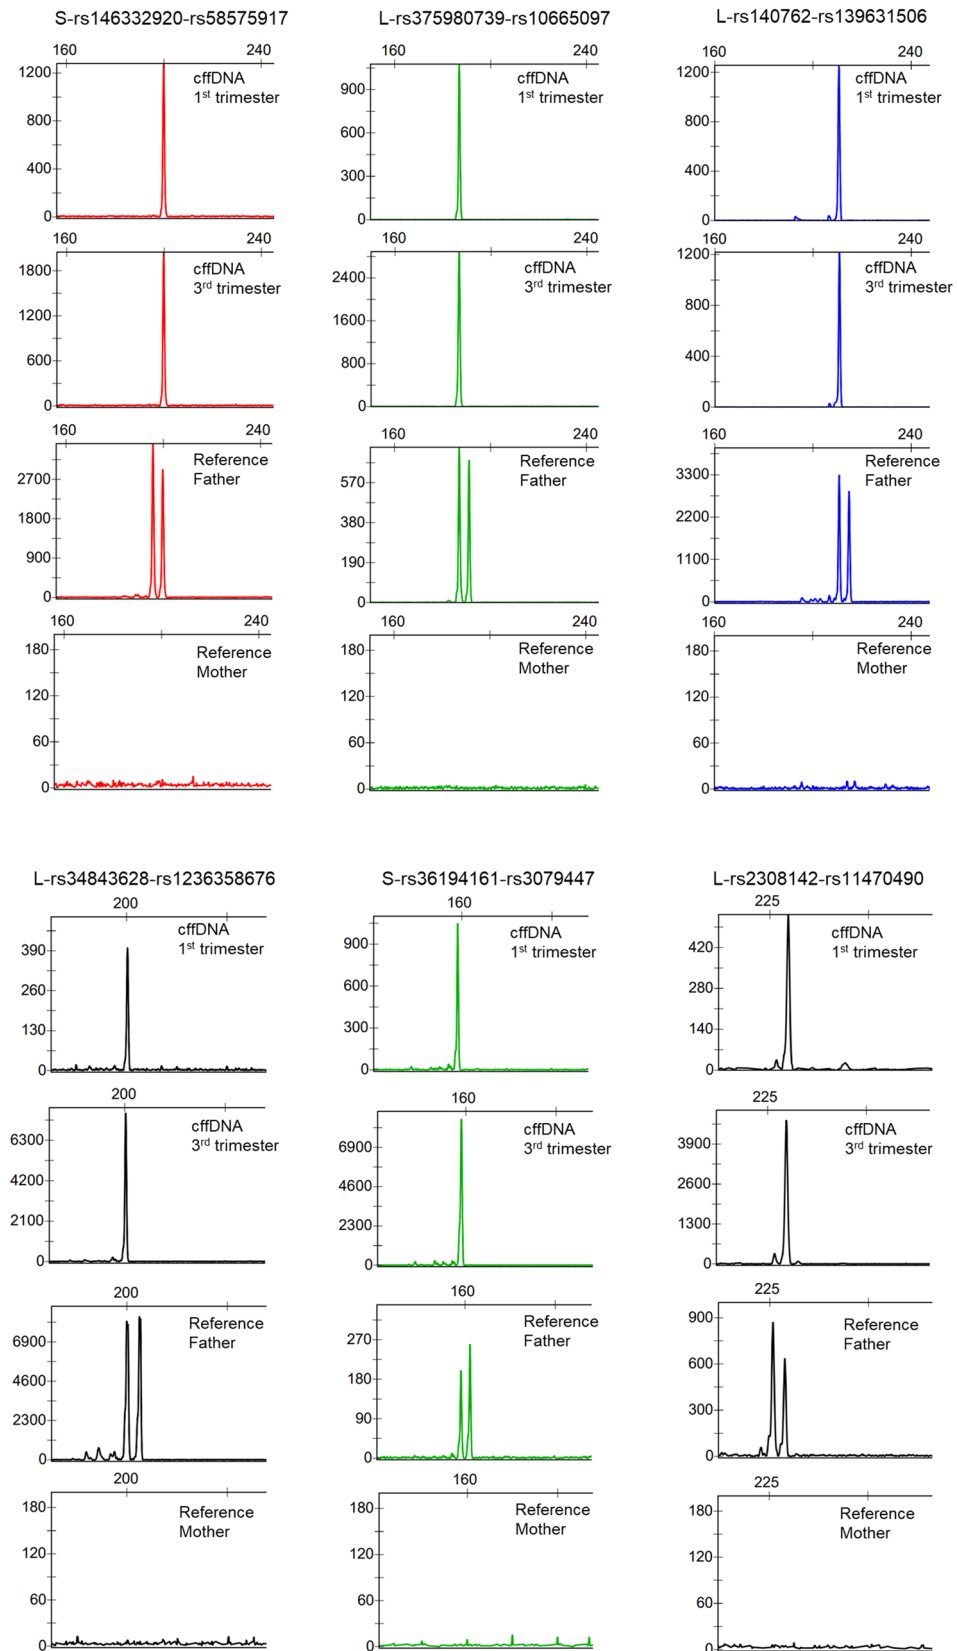 S-rs146332920-rs58575917
160 240
cffDNA
1st trimester
1200
800
400
0
160 240
cffDNA
3rd trimester
1800
1200
600
0
160 240
Reference
Father
2700
1800
900
0
160 240
Reference
Mother
180
120
60
0
L-rs375980739-rs10665097
160 240
cffDNA
1st trimester
900
600
300
0
160 240
cffDNA
3rd trimester
2400
1600
800
0
160 240
Reference
Father
570
380
190
0
160 240
Reference
Mother
180
120
60
0
L-rs140762-rs139631506
160 240
cffDNA
1st trimester
1200
800
400
0
160 240
cffDNA
3rd trimester
1200
800
400
0
160 240
Reference
Father
3300
2200
1100
0
160 240
Reference
Mother
180
120
60
0
L-rs34843628-rs1236358676
200
cffDNA
1st trimester
390
260
130
0
200
cffDNA
3rd trimester
6300
4200
2100
0
200
Reference
Father
6900
4600
2300
0
200
Reference
Mother
180
120
60
0
S-rs36194161-rs3079447
160
cffDNA
1st trimester
900
600
300
0
160
cffDNA
3rd trimester
6900
4600
2300
0
160
Reference
Father
270
180
90
0
160
Reference
Mother
180
120
60
0
L-rs2308142-rs11470490
225
cffDNA
1st trimester
420
280
140
0
225
cffDNA
3rd trimester
3900
2600
1300
0
225
Reference
Father
900
600
300
0
225
Reference
Mother
180
120
60
0